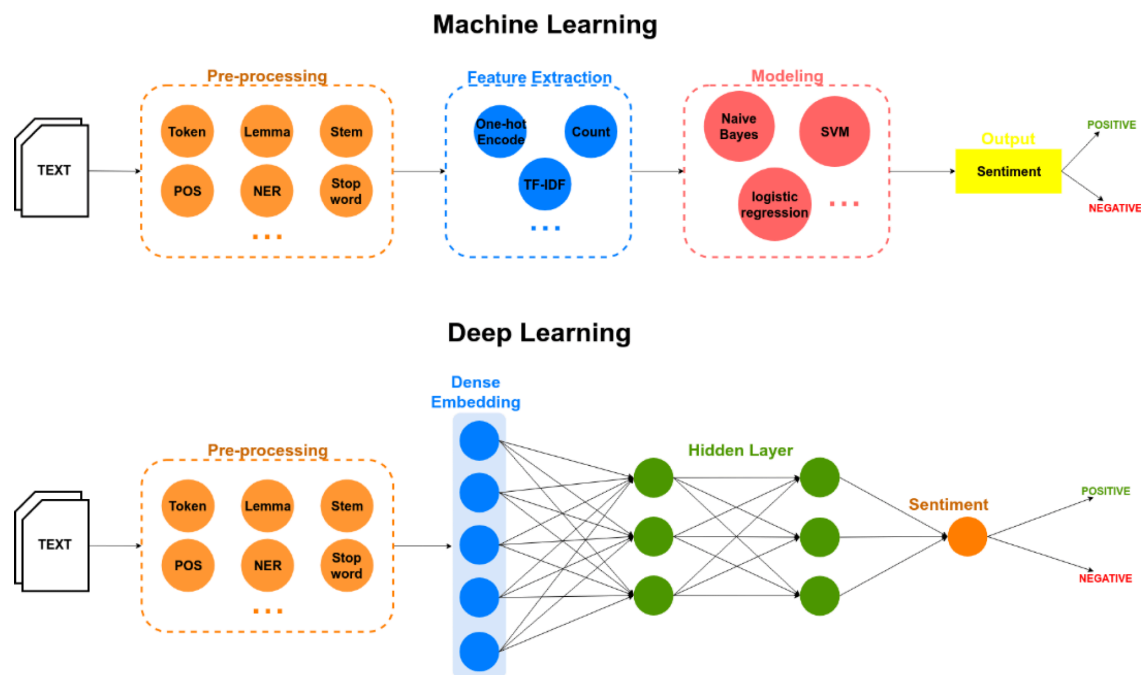 Machine Learning
Pre-processing
Feature Extraction
Modeling
TEXT
Token
Lemma
Stem
POS
NER
Stop
word
...
One-hot
Encode
Count
TF-IDF
...
Naive
Bayes
SVM
logistic
regression
...
Output
Sentiment
POSITIVE
NEGATIVE
Deep Learning
Dense
Embedding
Pre-processing
Hidden Layer
TEXT
Token
Lemma
Stem
POS
NER
Stop
word
...
Sentiment
POSITIVE
NEGATIVE